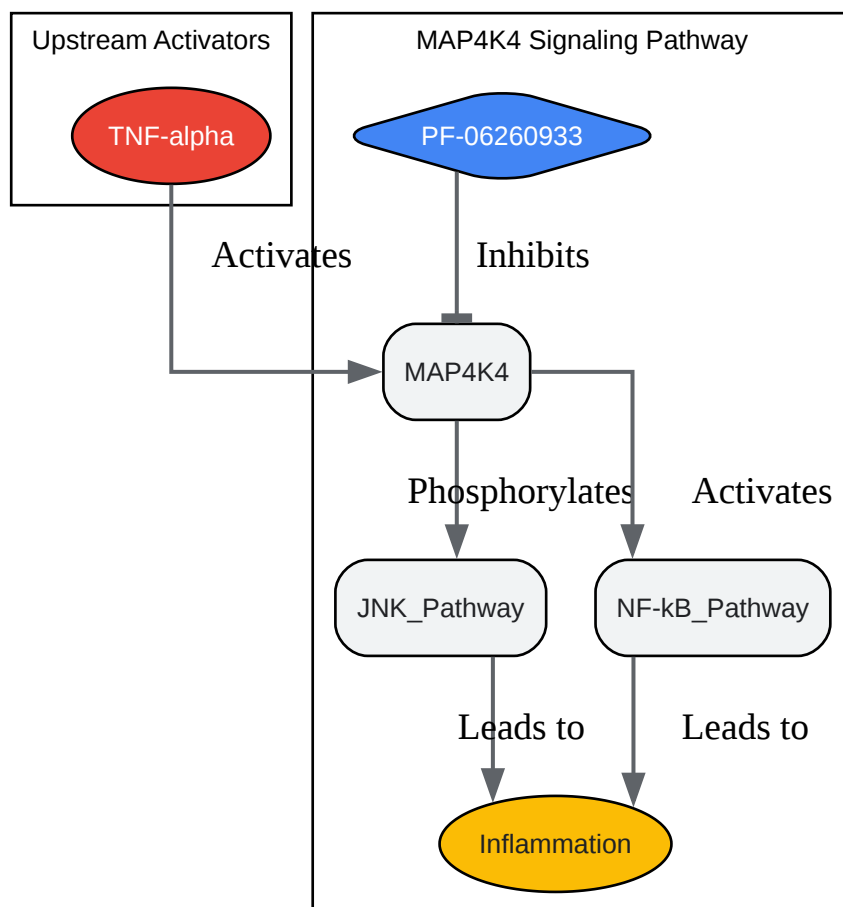 Upstream Activators
MAP4K4 Signaling Pathway
TNF-alpha
PF-06260933
Activates
Inhibits
MAP4K4
Phosphorylates
Activates
JNK_Pathway
NF-kB_Pathway
Leads to
Leads to
Inflammation